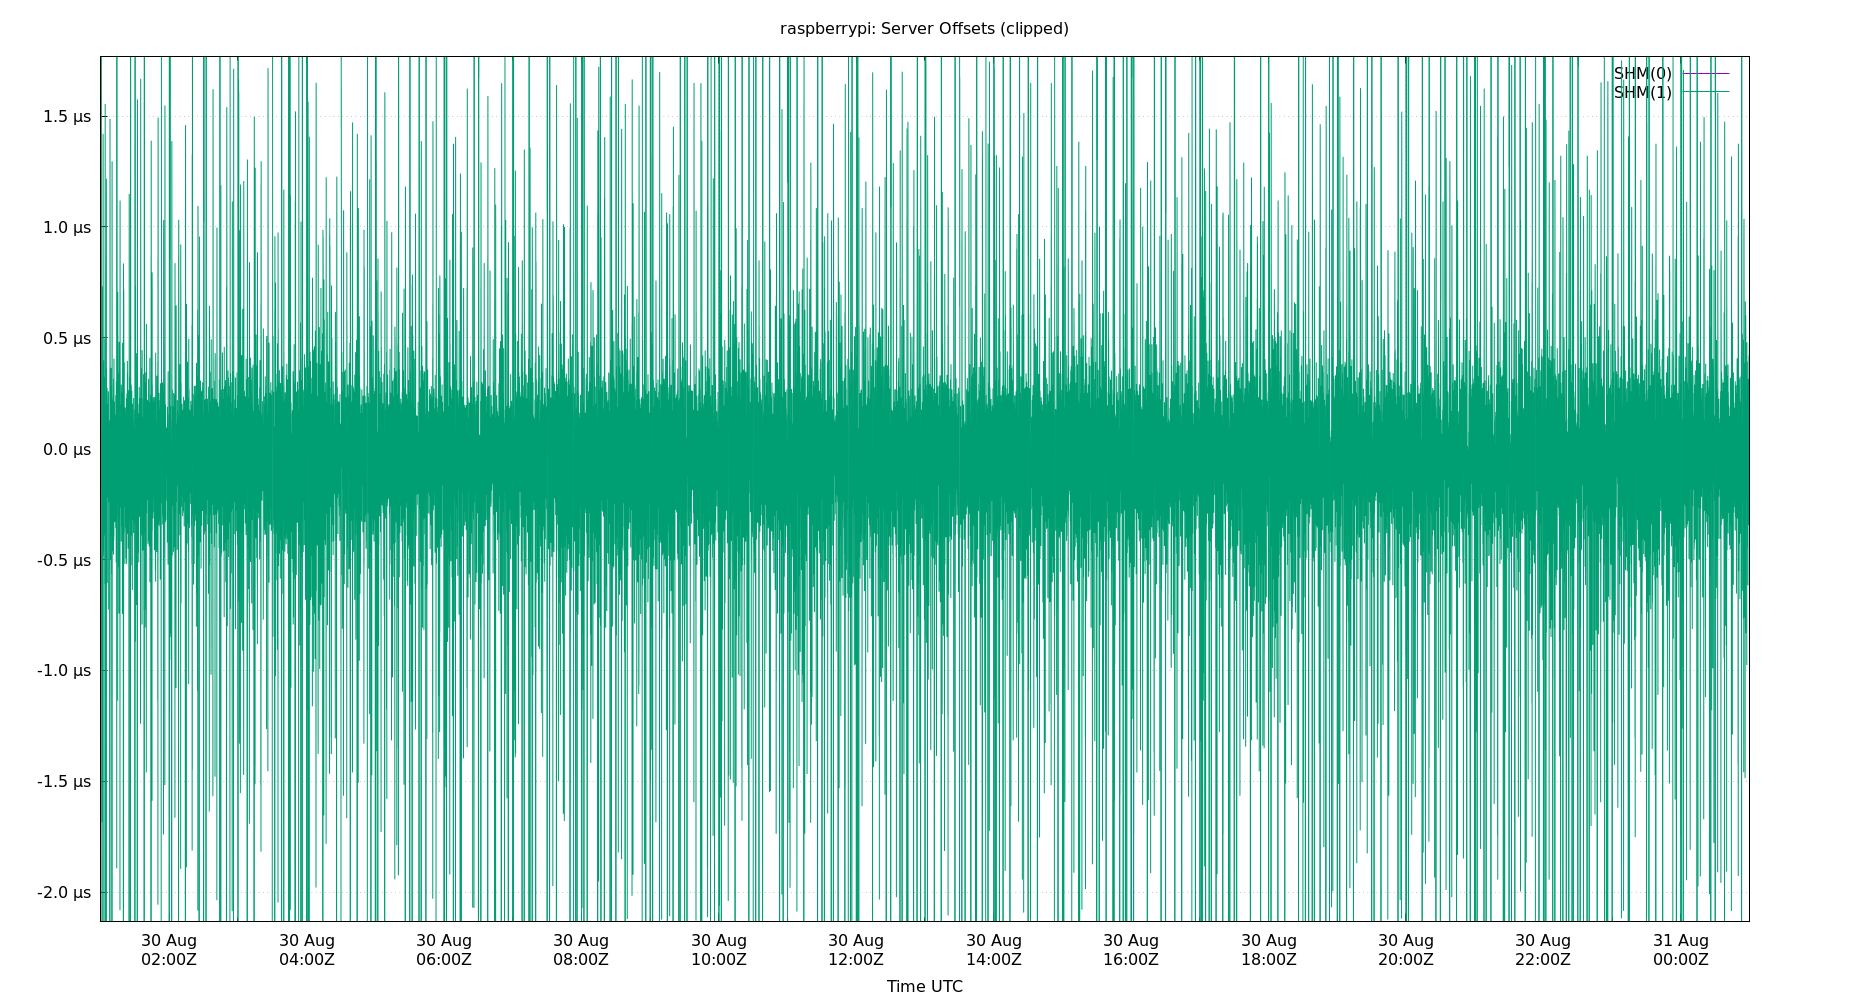 raspberrypi: Server Offsets (clipped)
SHM(0)
SHM(1)
1.5 µs
1.0 µs
0.5 µs
0.0 µs
-0.5 µs
-1.0 µs
-1.5 µs
-2.0 µs
30 Aug 30 Aug 30 Aug 30 Aug 30 Aug 30 Aug 30 Aug 30 Aug 30 Aug 30 Aug 30 Aug 31 Aug
02:00Z 04:00Z 06:00Z 08:00Z 10:00Z 12:00Z 14:00Z 16:00Z 18:00Z 20:00Z 22:00Z 00:00Z
Time UTC